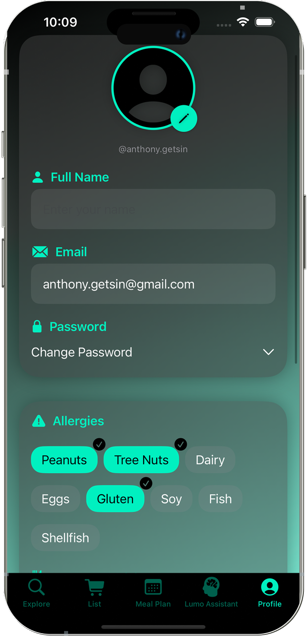 10:09
@anthony.getsin
Full Name
Email
anthony.getsin@gmail.com
Password
Change Password
Allergies
Peanuts Tree Nuts Dairy
Eggs Gluten Soy Fish
Shellfish
Explore List Meal Plan Lumo Assistant Profile